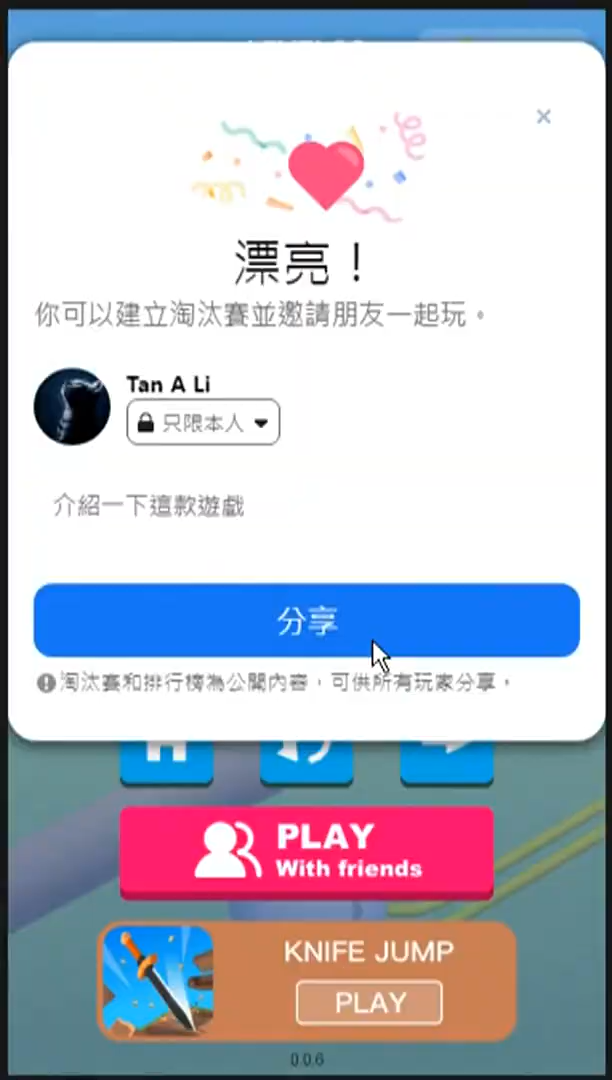 漂亮！
你可以建立淘汰賽並邀請朋友一起玩。
Tan A Li
只限本人
介紹一下這款遊戲
分享
淘汰賽和排行榜為公開內容，可供所有玩家分享。
PLAY
With friends
KNIFE JUMP
PLAY
0.0.6